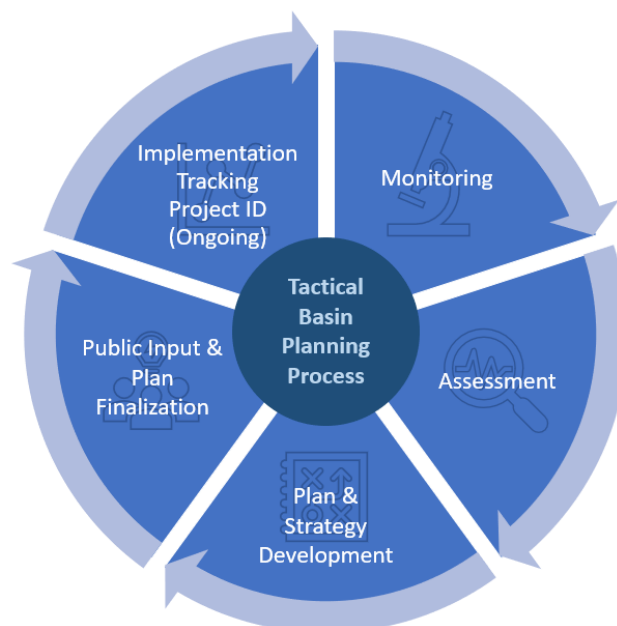 Implementation
Tracking
Project ID
(Ongoing)
Monitoring
Tactical
Basin
Planning
Process
Public Input &
Plan
Finalization
Assessment
Plan &
Strategy
Development